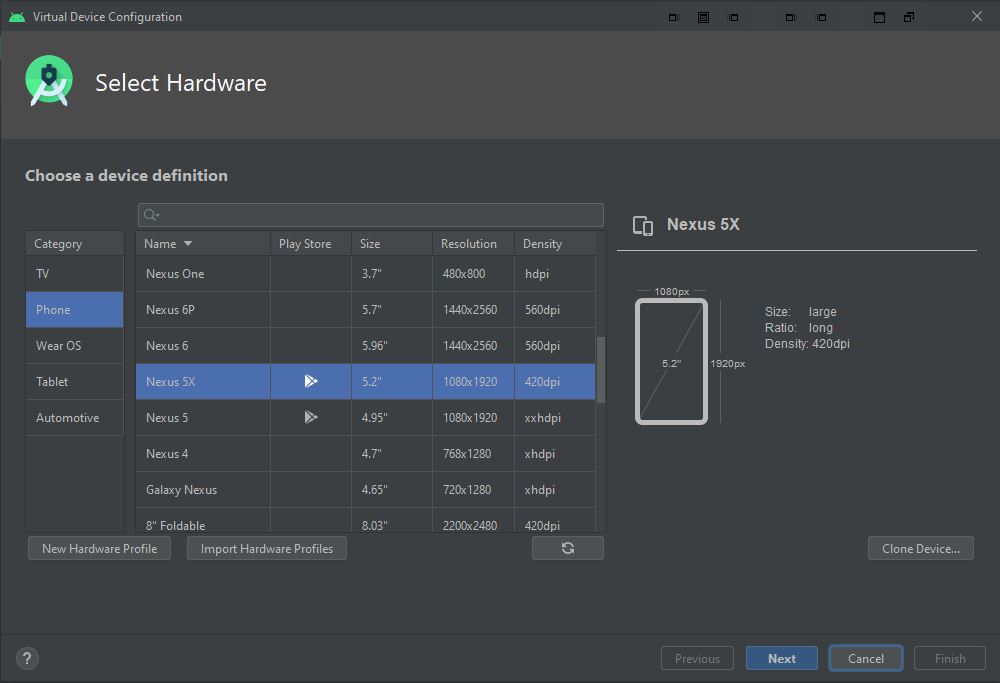 Virtual Device Configuration
Select Hardware
Choose a device definition
Nexus 5X
Category Name Play Store Size Resolution Density
TV Nexus One 3.7" 480x800 hdpi
Phone Nexus 6P 5.7" 1440x2560 560dpi
Wear OS Nexus 6 5.96" 1440x2560 560dpi
Tablet Nexus 5X 5.2" 1080x1920 420dpi
Automotive Nexus 5 4.95" 1080x1920 xxhdpi
Nexus 4 4.7" 768x1280 xhdpi
Galaxy Nexus 4.65" 720x1280 xhdpi
8" Foldable 8.03" 2200x2480 420dpi
1080px
5.2"
1920px
Size: large
Ratio: long
Density: 420dpi
New Hardware Profile Import Hardware Profiles Clone Device...
? Previous Next Cancel Finish